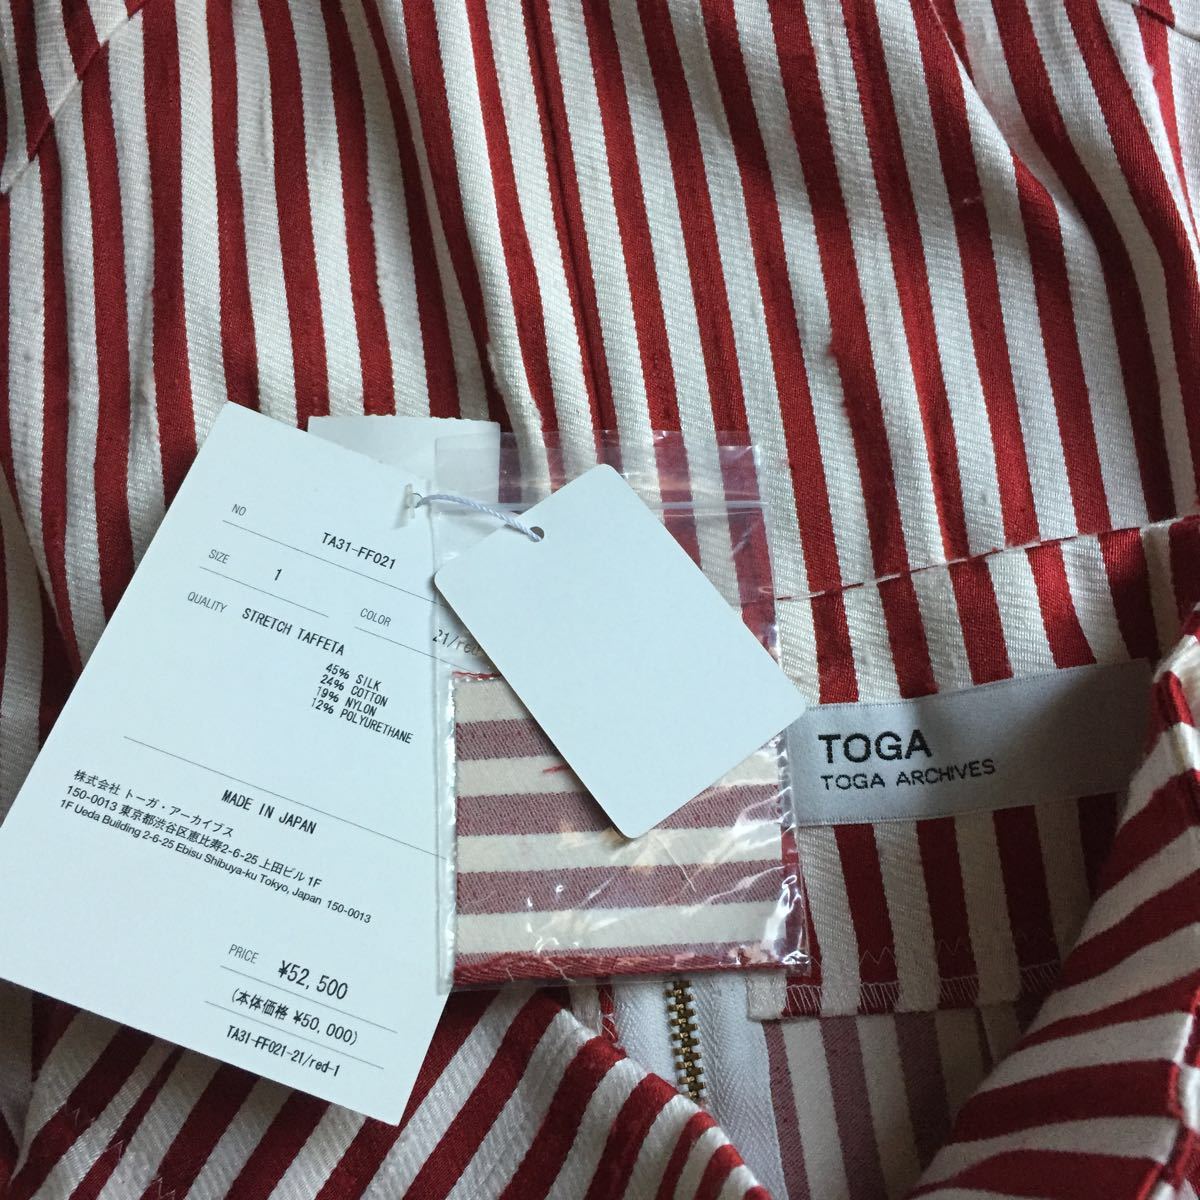 NO TA31-FF021
SIZE 1
COLOR 21/red
QUALITY STRETCH TAFFETA
45% SILK
24% COTTON
19% NYLON
12% POLYURETHANE
MADE IN JAPAN
株式会社 トーガ・アーカイブス
150-0013 東京都渋谷区恵比寿2-6-25 上田ビル 1F
1F Ueda Building 2-6-25 Ebisu Shibuya-ku Tokyo, Japan 150-0013
PRICE ¥52,500
(本体価格 ¥50,000)
TA31-FF021-21/red-1
TOGA
TOGA ARCHIVES